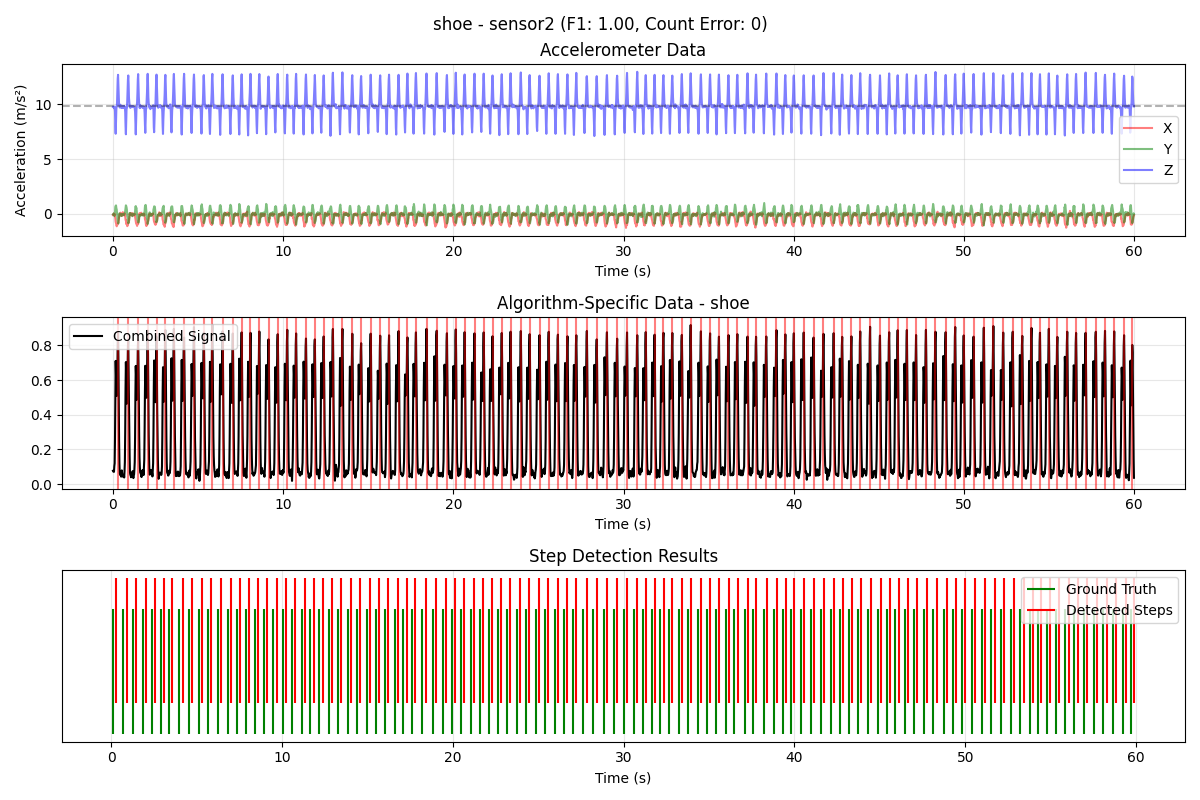 shoe - sensor2 (F1: 1.00, Count Error: 0)
Accelerometer Data
Acceleration (m/s²)
10
5
0
X
Y
Z
0 10 20 30 40 50 60
Time (s)
Algorithm-Specific Data - shoe
Combined Signal
0.8
0.6
0.4
0.2
0.0
0 10 20 30 40 50 60
Time (s)
Step Detection Results
Ground Truth
Detected Steps
0 10 20 30 40 50 60
Time (s)